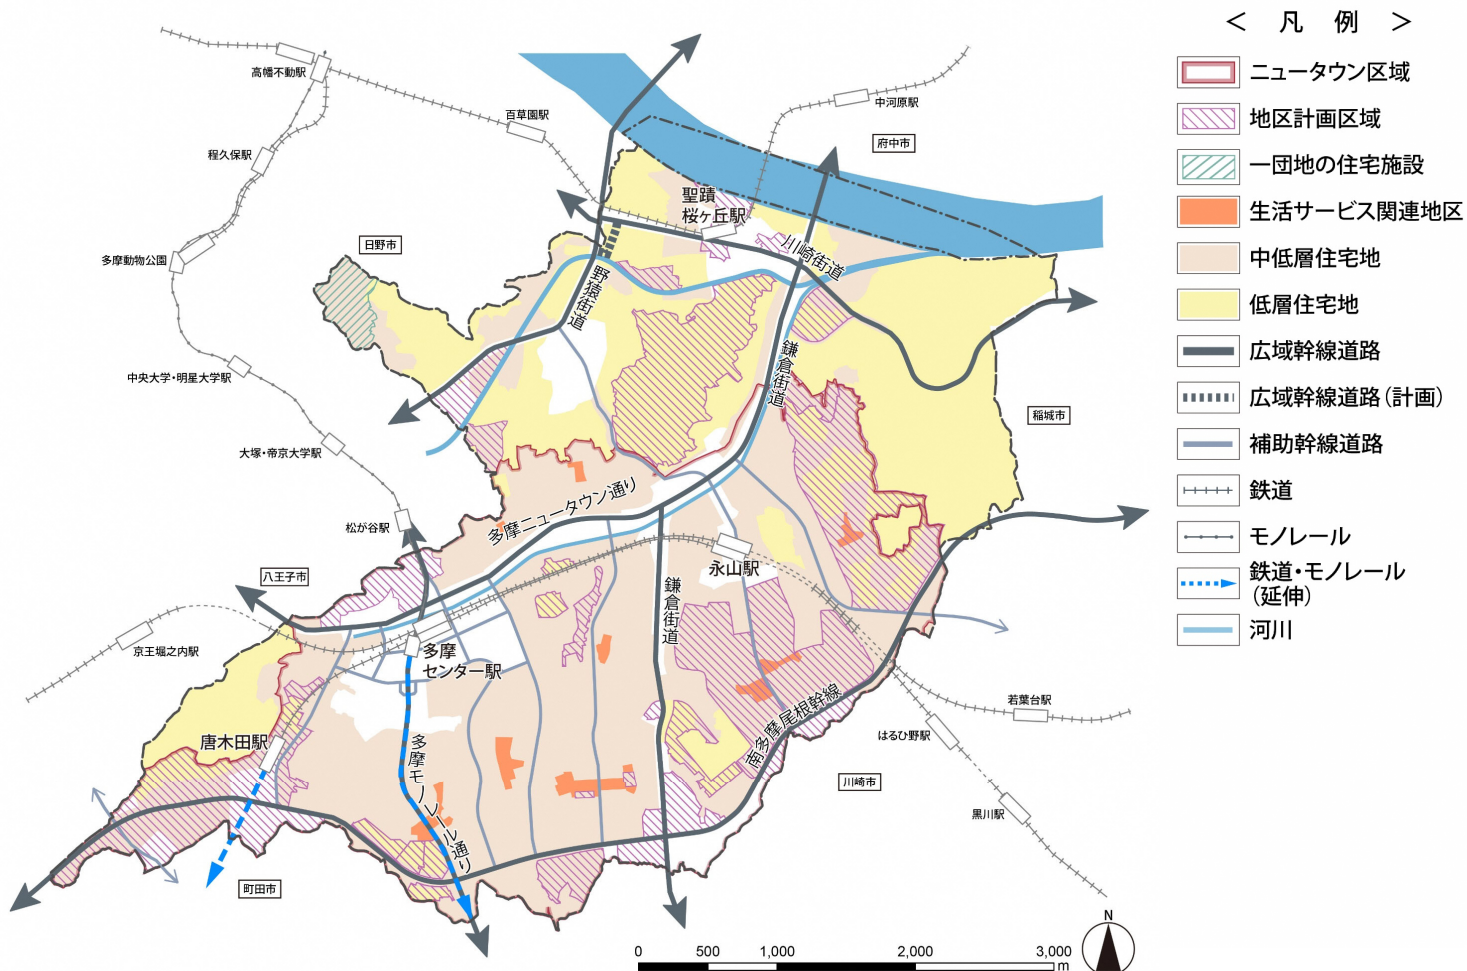 ＜ 凡 例 ＞
ニュータウン区域
地区計画区域
一団地の住宅施設
生活サービス関連地区
中低層住宅地
低層住宅地
広域幹線道路
広域幹線道路（計画）
補助幹線道路
鉄道
モノレール
鉄道・モノレール
（延伸）
河川
高幡不動駅
百草園駅
中河原駅
府中市
程久保駅
聖蹟
桜ヶ丘駅
日野市
川崎街道
多摩動物公園
野猿街道
中央大学・明星大学駅
鎌倉街道
稲城市
大塚・帝京大学駅
多摩ニュータウン通り
松が谷駅
永山駅
八王子市
鎌倉街道
京王堀之内駅
多摩
センター駅
若葉台駅
南多摩尾根幹線
はるひ野駅
唐木田駅
多摩モノレール通り
川崎市
黒川駅
町田市
N
0 500 1,000 2,000 3,000
m